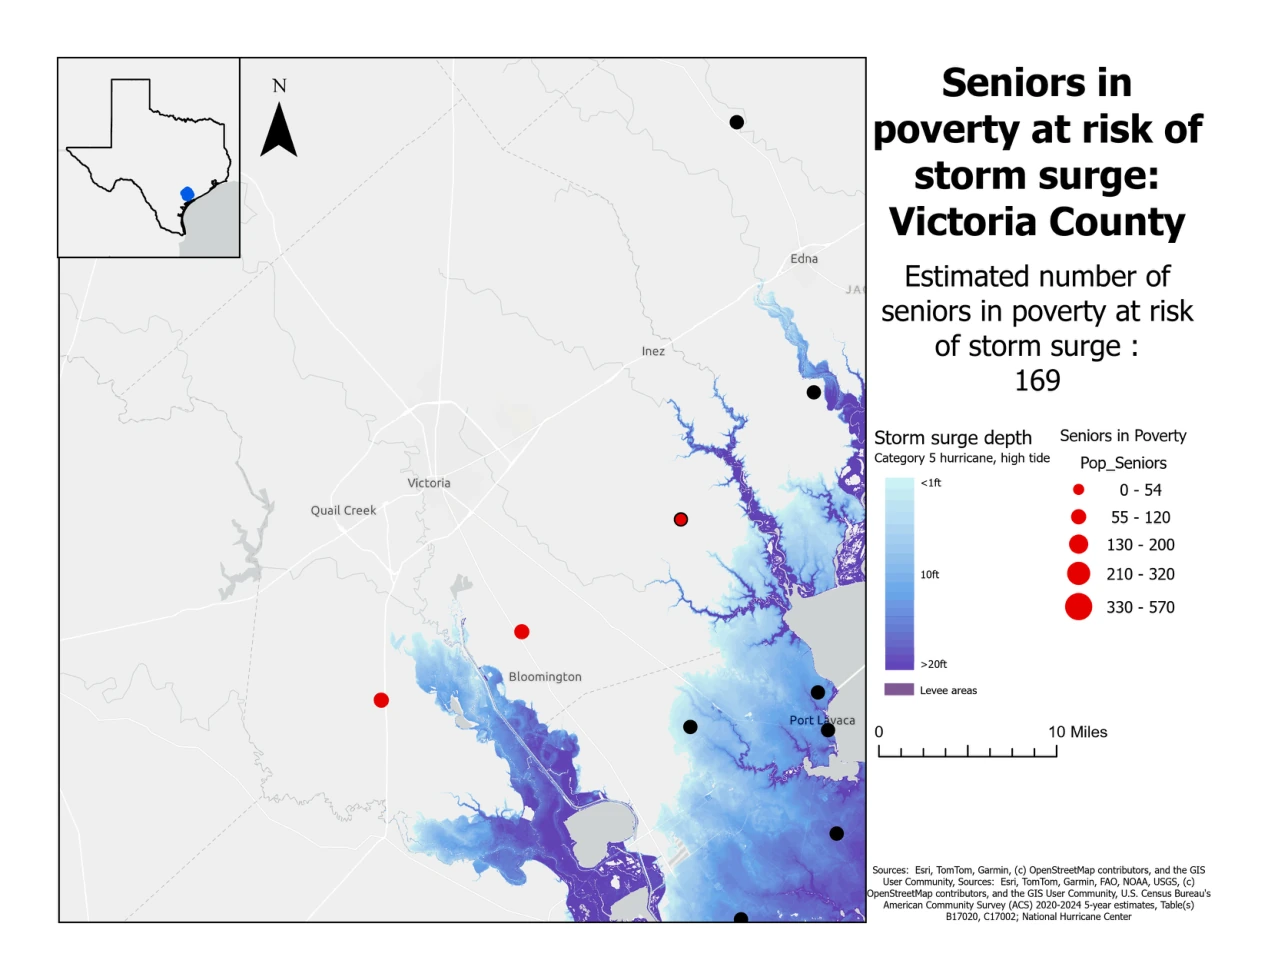 N
Seniors in
poverty at risk of
storm surge:
Victoria County
Estimated number of
seniors in poverty at risk
of storm surge :
169
Edna
JAC
Inez
Victoria
Quail Creek
Bloomington
Port Lavaca
Storm surge depth
Category 5 hurricane, high tide
<1ft
10ft
>20ft
Levee areas
Seniors in Poverty
Pop_Seniors
0 - 54
55 - 120
130 - 200
210 - 320
330 - 570
0 10 Miles
Sources: Esri, TomTom, Garmin, (c) OpenStreetMap contributors, and the GIS
User Community, Sources: Esri, TomTom, Garmin, FAO, NOAA, USGS, (c)
OpenStreetMap contributors, and the GIS User Community, U.S. Census Bureau's
American Community Survey (ACS) 2020-2024 5-year estimates, Table(s)
B17020, C17002; National Hurricane Center